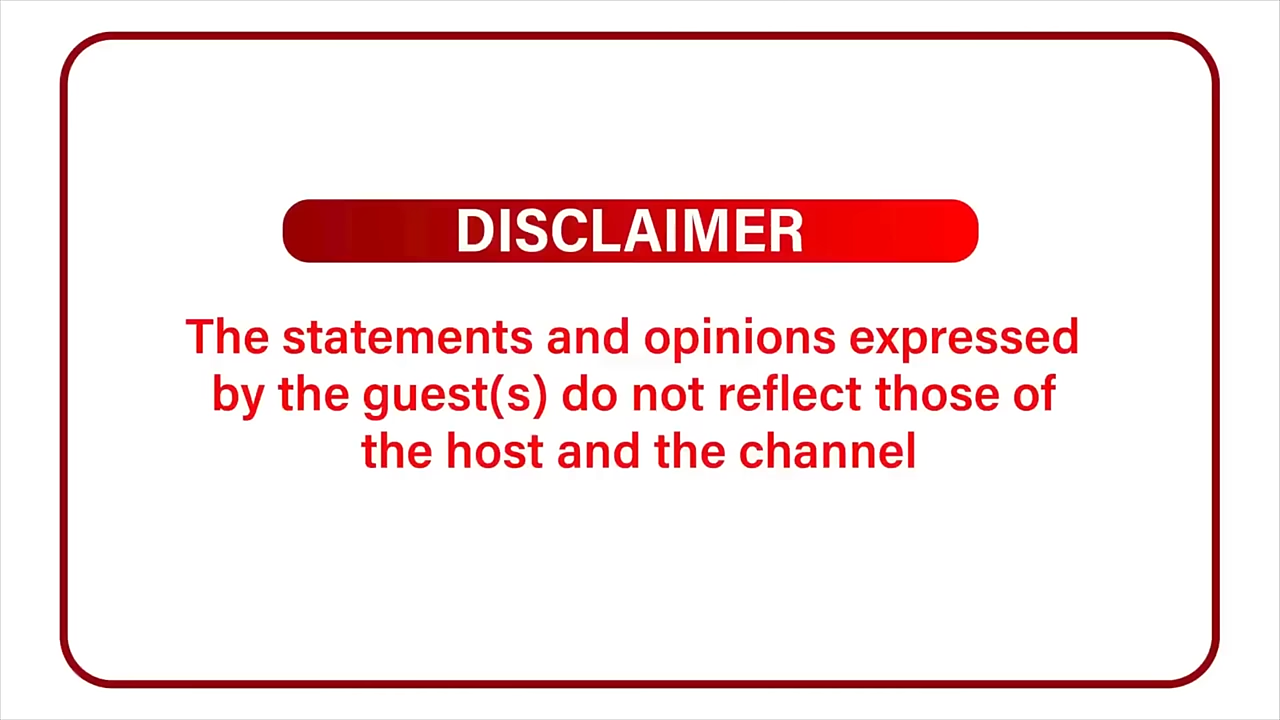 DISCLAIMER
The statements and opinions expressed
by the guest(s) do not reflect those of
the host and the channel